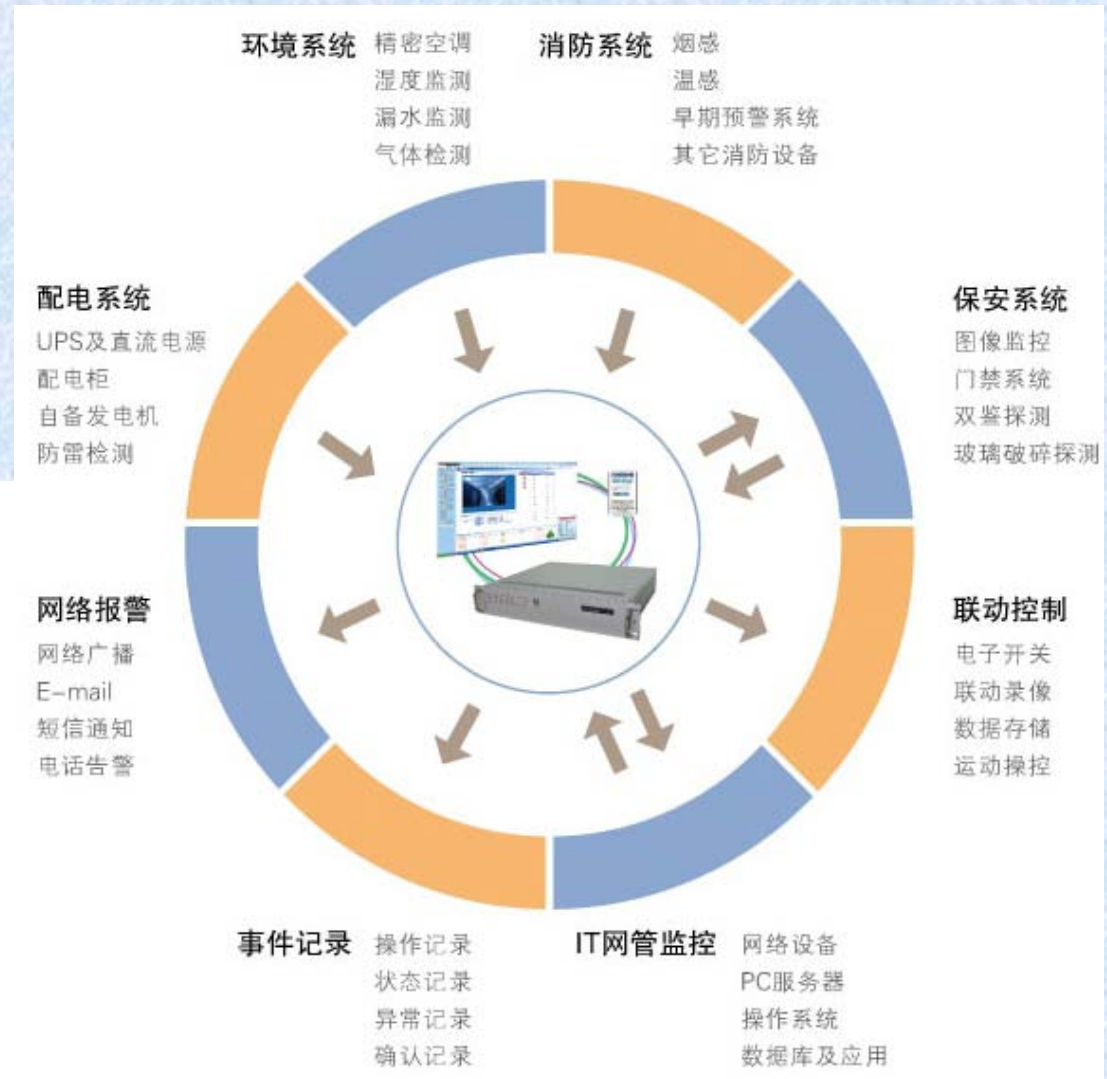 环境系统
精密空调
湿度监测
漏水监测
气体检测
消防系统
烟感
温感
早期预警系统
其它消防设备
配电系统
UPS及直流电源
配电柜
自备发电机
防雷检测
保安系统
图像监控
门禁系统
双鉴探测
玻璃破碎探测
网络报警
网络广播
E-mail
短信通知
电话告警
联动控制
电子开关
联动录像
数据存储
运动操控
事件记录
操作记录
状态记录
异常记录
确认记录
IT网管监控
网络设备
PC服务器
操作系统
数据库及应用